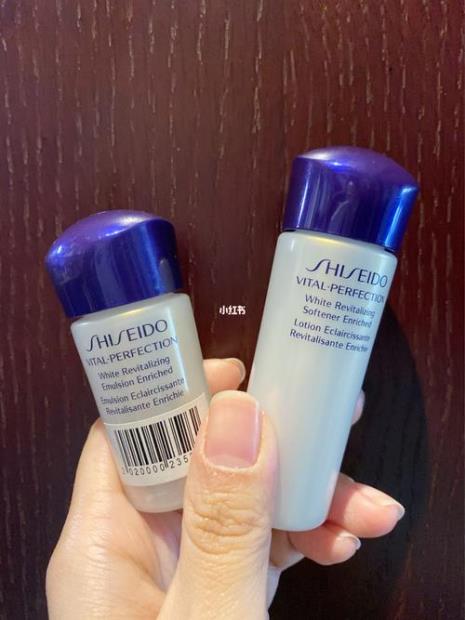 SHISEIDO
VITAL-PERFECTION
White Revitalizing
Emulsion Enriched
Emulsion Eclaircissante
Revitalisante Enrichie
小红书
SHISEIDO
VITAL-PERFECTION
White Revitalizing
Softener Enriched
Lotion Eclaircissante
Revitalisante Enrichie